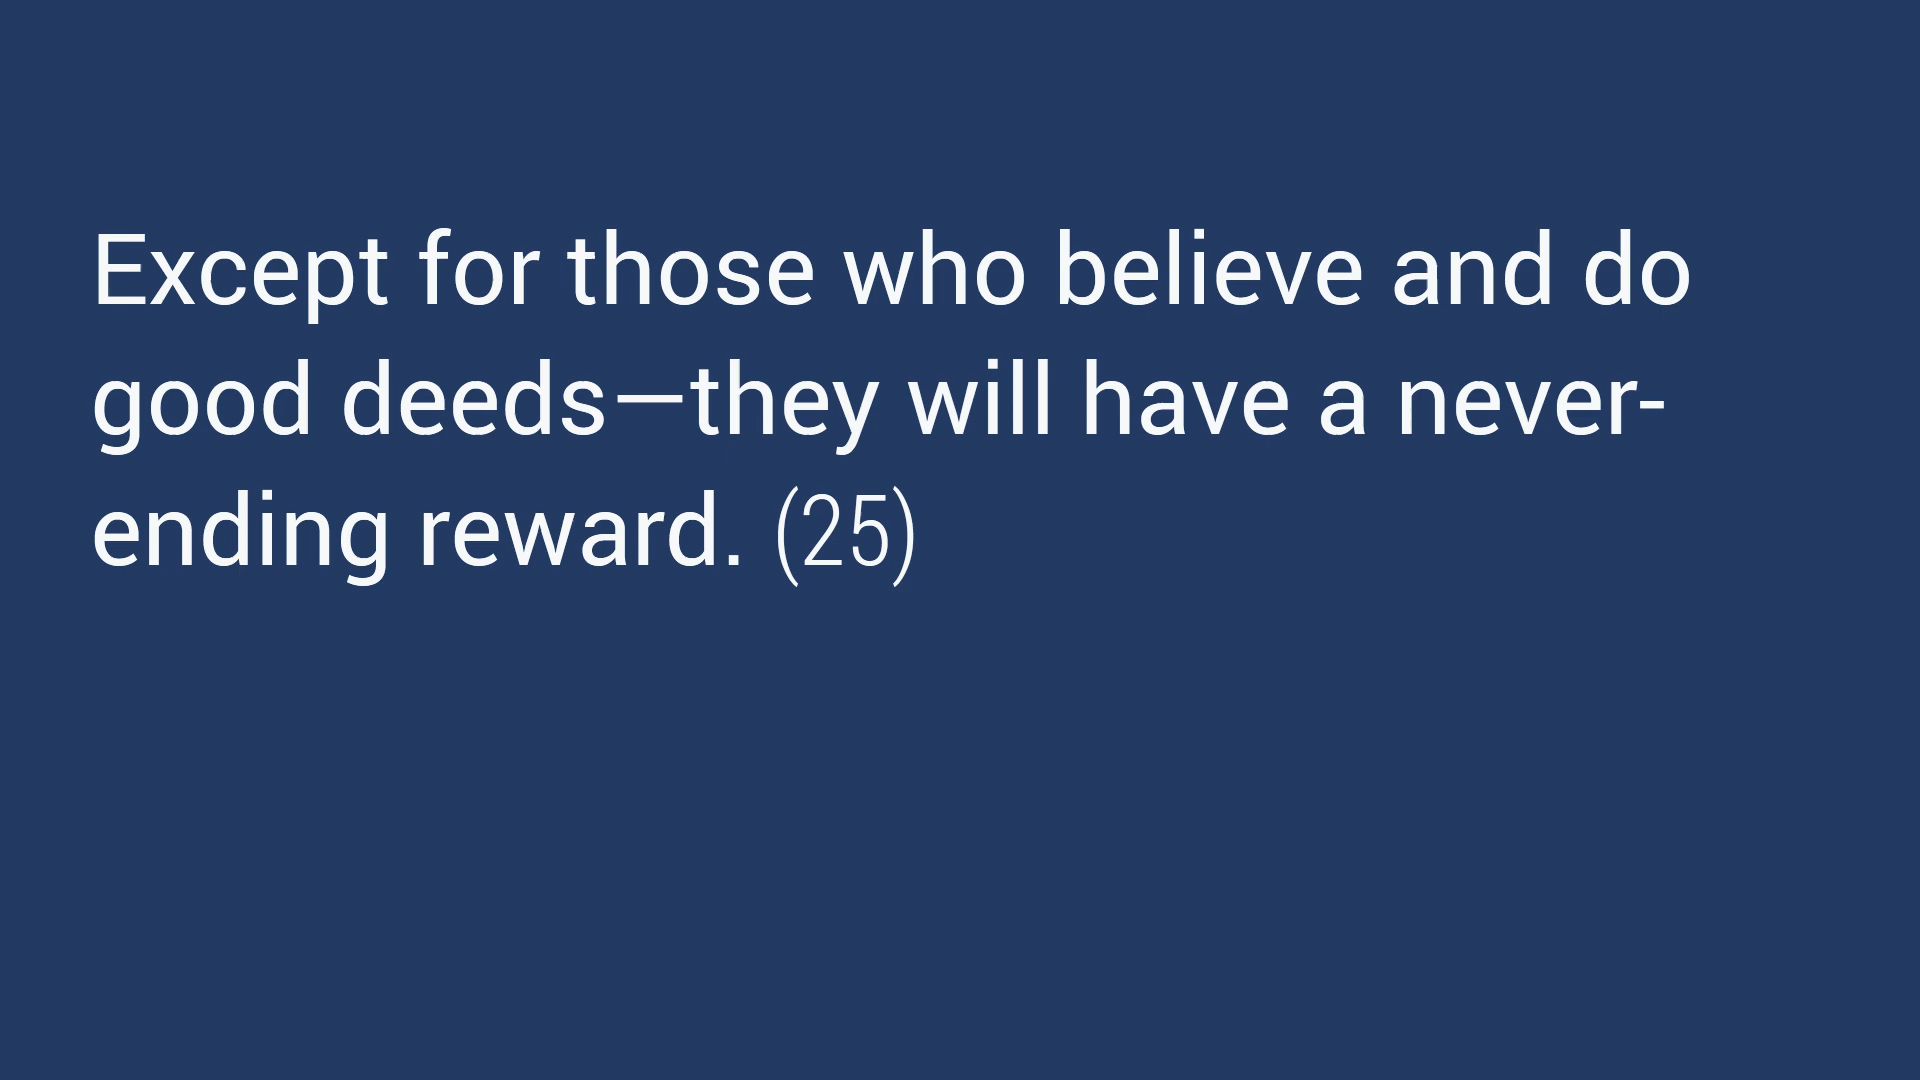 Except for those who believe and do
good deeds—they will have a never-
ending reward. (25)